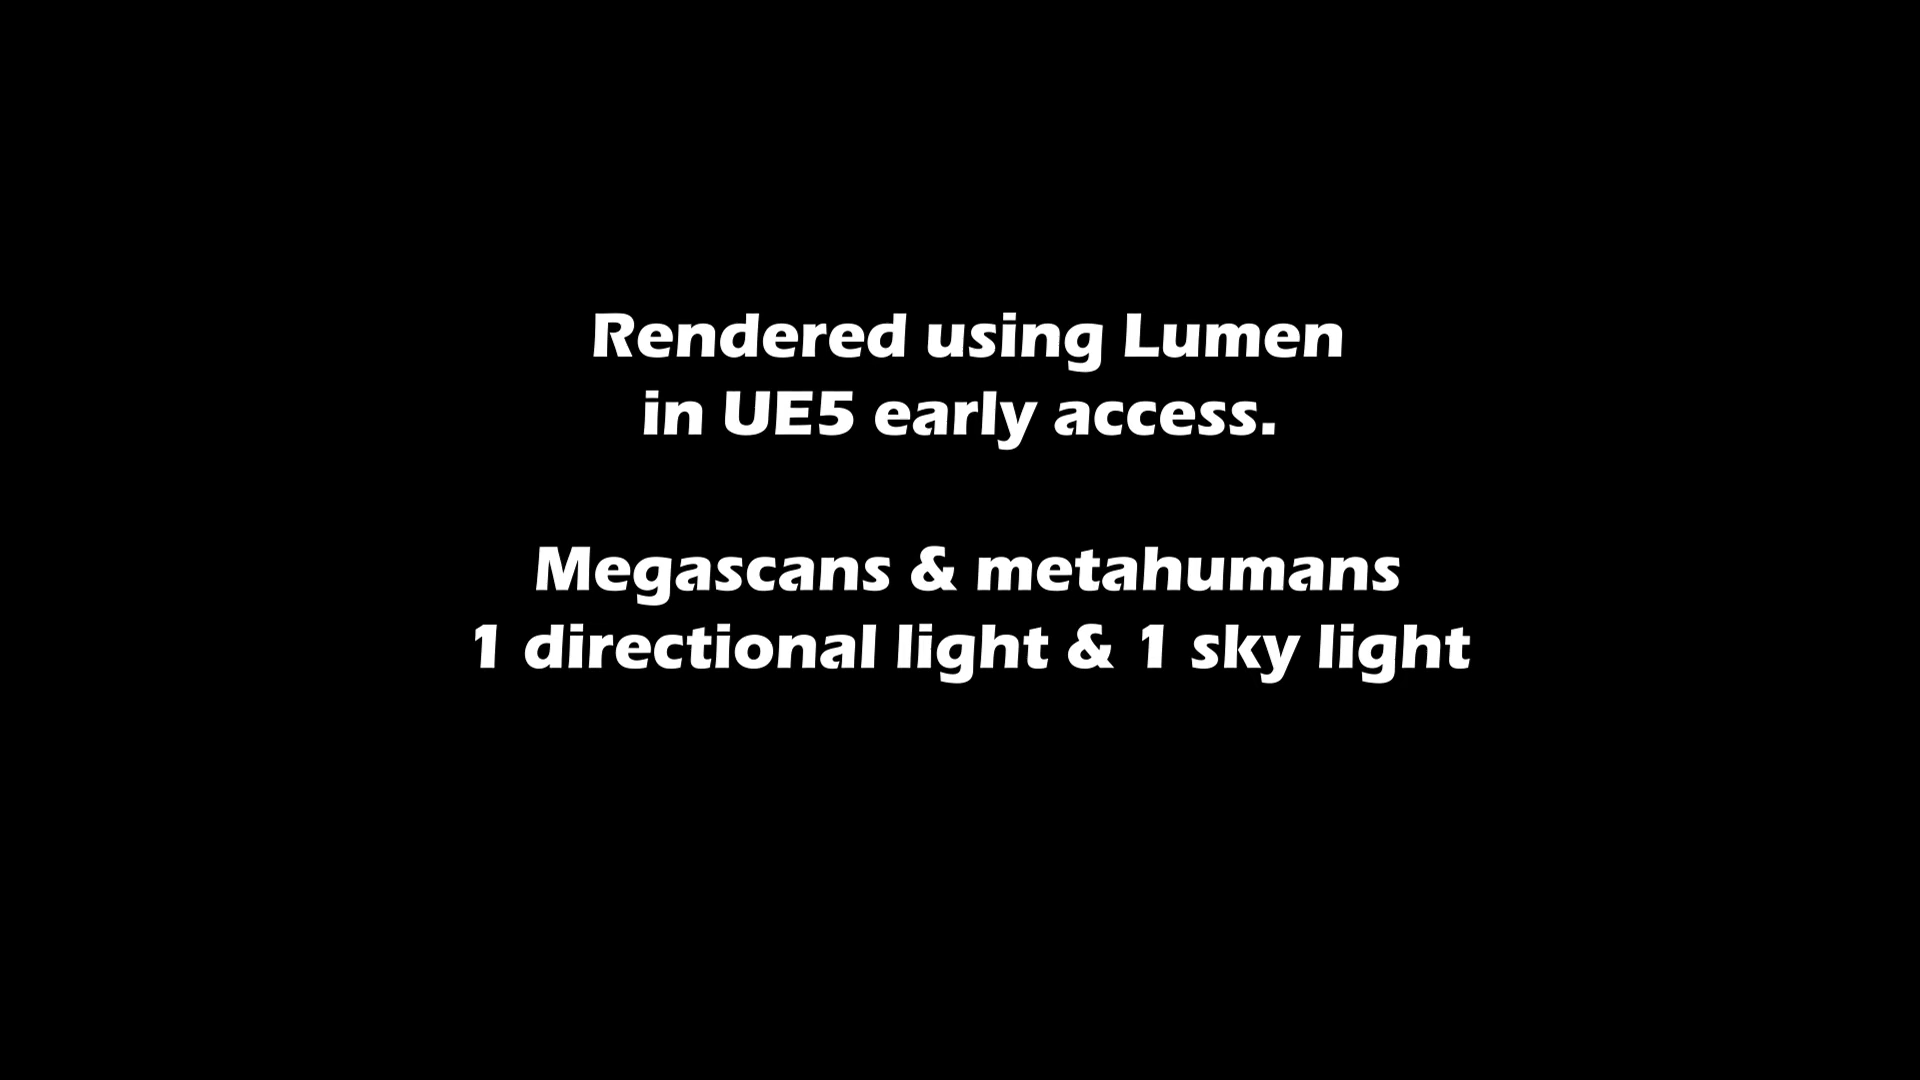 Rendered using Lumen
in UE5 early access.
Megascans & metahumans
1 directional light & 1 sky light